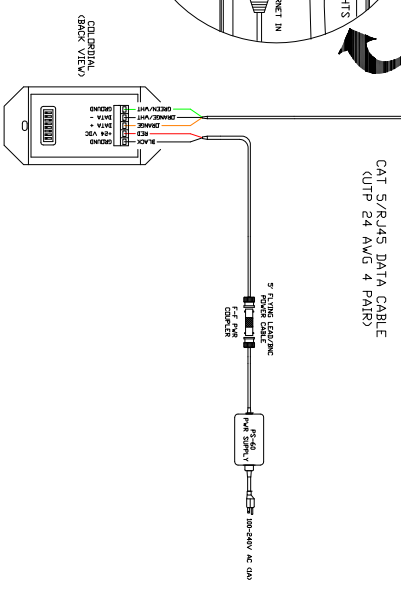 RNET IN
HTS
COLORDIAL
(BACK VIEW)
GROUND
DATA -
DATA +
+24 VDC
GROUND
GREEN/WHT
ORANGE/WHT
ORANGE
RED
BLACK
CAT 5/RJ45 DATA CABLE
(UTP 24 AWG 4 PAIR)
5' FLYING LEAD/BNC
POWER CABLE
F-F PWR
COUPLER
PS-60
PWR SUPPLY
100-240V AC (1A)